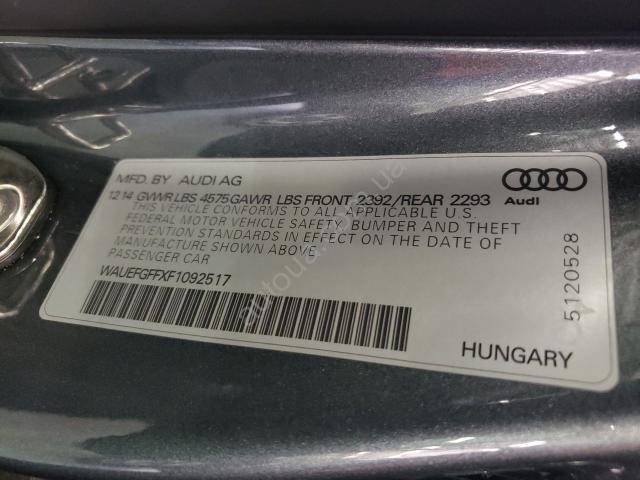 MFD. BY AUDI AG
12 14 GVWR LBS 4575 GAWR LBS FRONT 2392/REAR 2293
THIS VEHICLE CONFORMS TO ALL APPLICABLE U.S.
FEDERAL MOTOR VEHICLE SAFETY, BUMPER AND THEFT
PREVENTION STANDARDS IN EFFECT ON THE DATE OF
MANUFACTURE SHOWN ABOVE.
PASSENGER CAR
WAUEFGFFXF1092517
Audi
5120528
HUNGARY